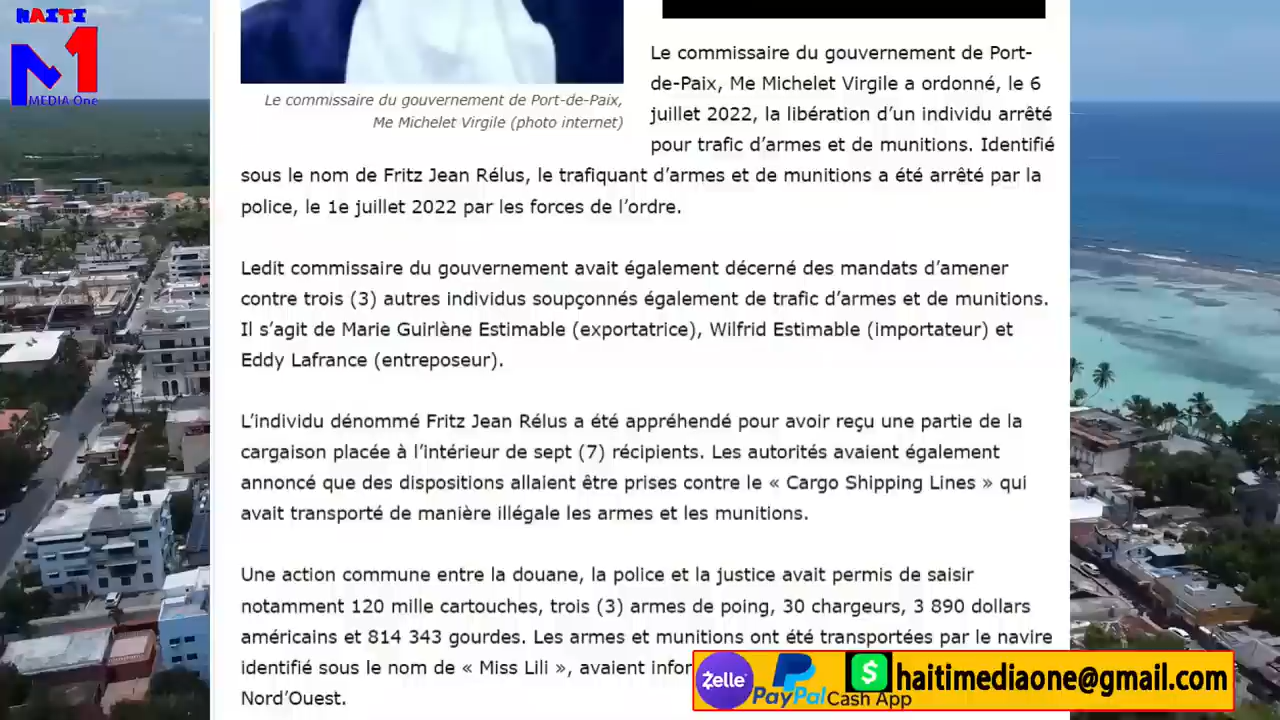 HAITI
M1
MEDIA One
Le commissaire du gouvernement de Port-de-Paix,
Me Michelet Virgile (photo internet)
Le commissaire du gouvernement de Port-
de-Paix, Me Michelet Virgile a ordonné, le 6
juillet 2022, la libération d’un individu arrêté
pour trafic d’armes et de munitions. Identifié
sous le nom de Fritz Jean Rélus, le trafiquant d’armes et de munitions a été arrêté par la
police, le 1e juillet 2022 par les forces de l’ordre.
Ledit commissaire du gouvernement avait également décerné des mandats d’amener
contre trois (3) autres individus soupçonnés également de trafic d’armes et de munitions.
Il s’agit de Marie Guirlène Estimable (exportatrice), Wilfrid Estimable (importateur) et
Eddy Lafrance (entreposeur).
L’individu dénommé Fritz Jean Rélus a été appréhendé pour avoir reçu une partie de la
cargaison placée à l’intérieur de sept (7) récipients. Les autorités avaient également
annoncé que des dispositions allaient être prises contre le « Cargo Shipping Lines » qui
avait transporté de manière illégale les armes et les munitions.
Une action commune entre la douane, la police et la justice avait permis de saisir
notamment 120 mille cartouches, trois (3) armes de poing, 30 chargeurs, 3 890 dollars
américains et 814 343 gourdes. Les armes et munitions ont été transportées par le navire
identifié sous le nom de « Miss Lili », avaient
Nord’Ouest.
Zelle
PayPal
$
Cash App
haitimediaone@gmail.com